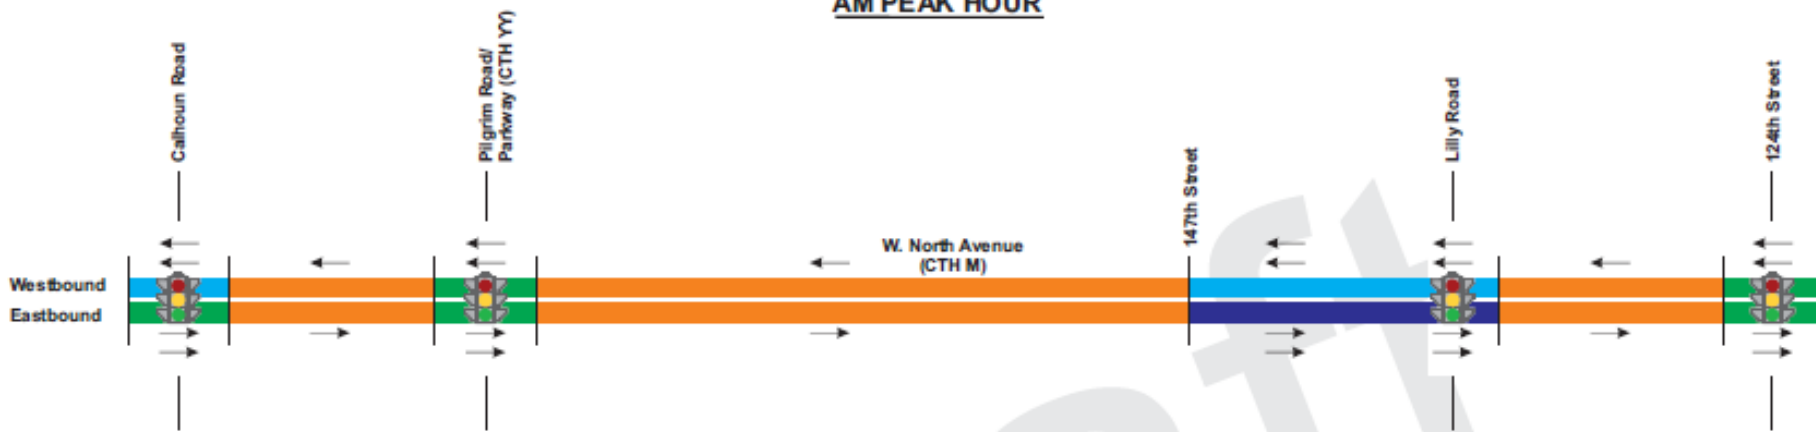 AM PEAK HOUR
Calhoun Road
Pilgrim Road/
Parkway (CTH YY)
147th Street
Lilly Road
124th Street
W. North Avenue
(CTH M)
Westbound
Eastbound